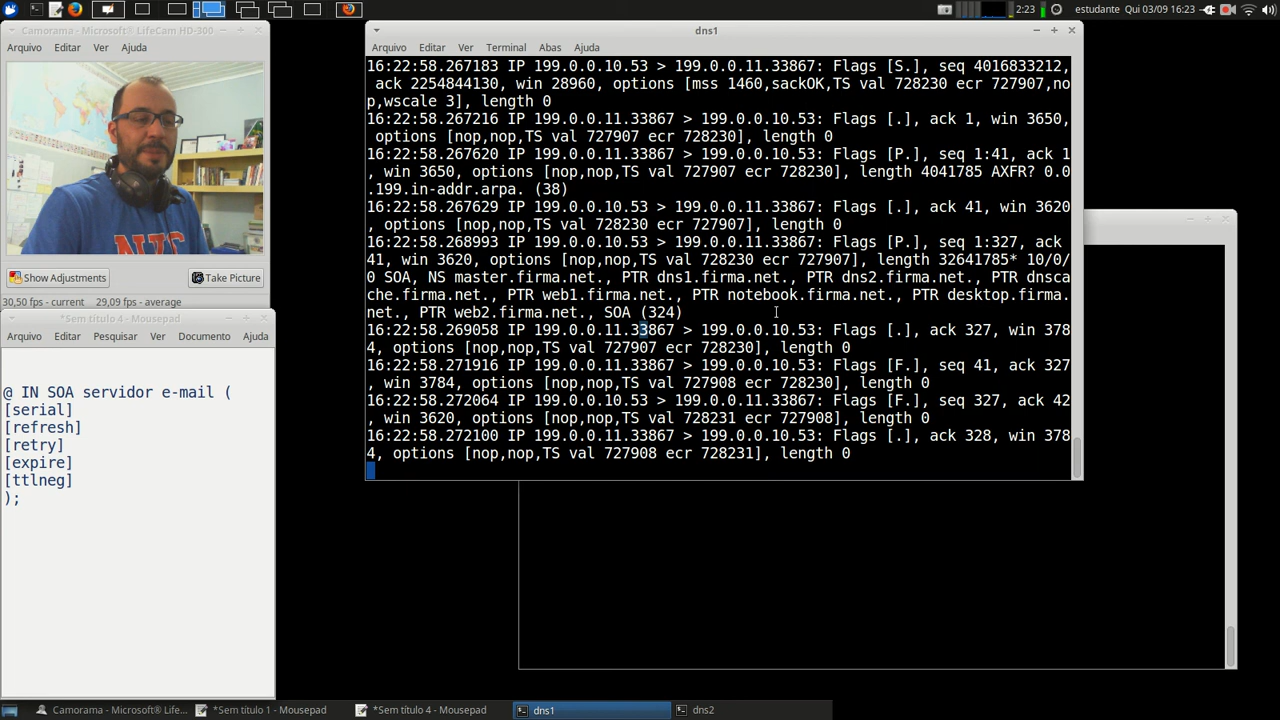 estudante Qui 03/09 16:23
2:23
Camorama - Microsoft® LifeCam HD-300
Arquivo Editar Ver Ajuda
Show Adjustments
Take Picture
30,50 fps - current 29,09 fps - average
*Sem título 4 - Mousepad
Arquivo Editar Pesquisar Ver Documento Ajuda
@ IN SOA servidor e-mail (
[serial]
[refresh]
[retry]
[expire]
[ttlneg]
);
dns1
Arquivo Editar Ver Terminal Abas Ajuda
16:22:58.267183 IP 199.0.0.10.53 > 199.0.0.11.33867: Flags [S.], seq 4016833212,
ack 2254844130, win 28960, options [mss 1460,sackOK,TS val 728230 ecr 727907,no
p,wscale 3], length 0
16:22:58.267216 IP 199.0.0.11.33867 > 199.0.0.10.53: Flags [.], ack 1, win 3650,
options [nop,nop,TS val 727907 ecr 728230], length 0
16:22:58.267620 IP 199.0.0.11.33867 > 199.0.0.10.53: Flags [P.], seq 1:41, ack 1
, win 3650, options [nop,nop,TS val 727907 ecr 728230], length 4041785 AXFR? 0.0
.199.in-addr.arpa. (38)
16:22:58.267629 IP 199.0.0.10.53 > 199.0.0.11.33867: Flags [.], ack 41, win 3620
, options [nop,nop,TS val 728230 ecr 727907], length 0
16:22:58.268993 IP 199.0.0.10.53 > 199.0.0.11.33867: Flags [P.], seq 1:327, ack
41, win 3620, options [nop,nop,TS val 728230 ecr 727907], length 32641785* 10/0/
0 SOA, NS master.firma.net., PTR dns1.firma.net., PTR dns2.firma.net., PTR dnsca
che.firma.net., PTR web1.firma.net., PTR notebook.firma.net., PTR desktop.firma.
net., PTR web2.firma.net., SOA (324)
16:22:58.269058 IP 199.0.0.11.33867 > 199.0.0.10.53: Flags [.], ack 327, win 378
4, options [nop,nop,TS val 727907 ecr 728230], length 0
16:22:58.271916 IP 199.0.0.11.33867 > 199.0.0.10.53: Flags [F.], seq 41, ack 327
, win 3784, options [nop,nop,TS val 727908 ecr 728230], length 0
16:22:58.272064 IP 199.0.0.10.53 > 199.0.0.11.33867: Flags [F.], seq 327, ack 42
, win 3620, options [nop,nop,TS val 728231 ecr 727908], length 0
16:22:58.272100 IP 199.0.0.11.33867 > 199.0.0.10.53: Flags [.], ack 328, win 378
4, options [nop,nop,TS val 727908 ecr 728231], length 0
Camorama - Microsoft® Life...
*Sem título 1 - Mousepad
*Sem título 4 - Mousepad
dns1
dns2